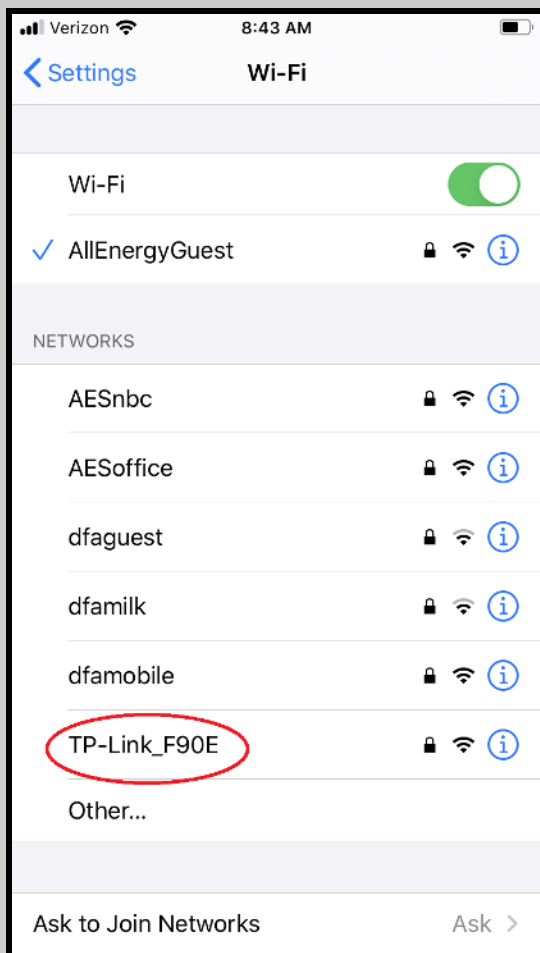 Verizon 8:43 AM
Settings Wi-Fi
Wi-Fi
AllEnergyGuest
NETWORKS
AESnbc
AESoffice
dfaguest
dfamilk
dfamobile
TP-Link_F90E
Other...
Ask to Join Networks Ask